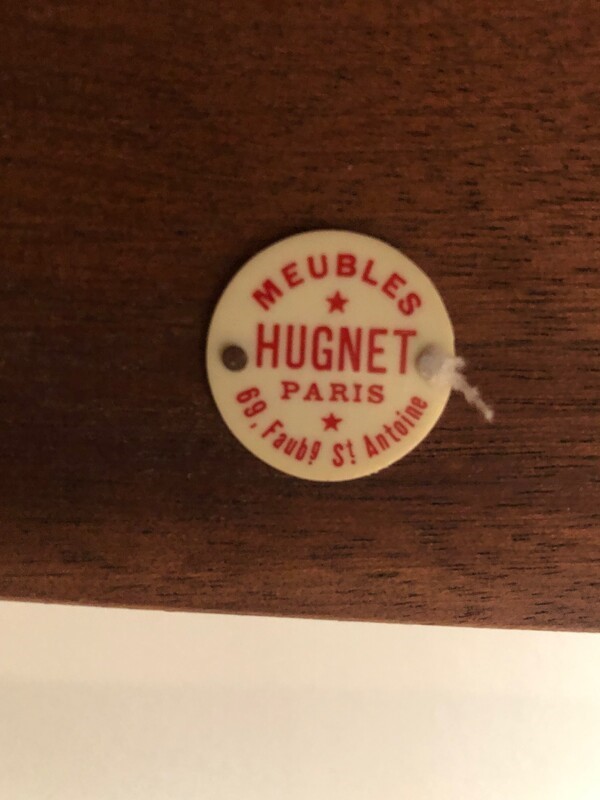 MEUBLES
HUGNET
PARIS
69, Faubg St Antoine